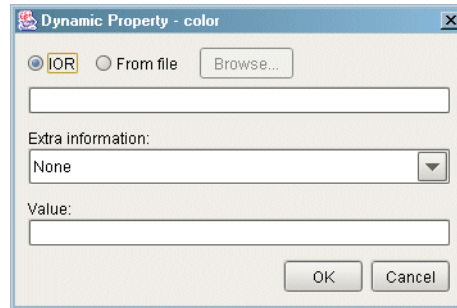 Dynamic Property - color
IOR From file Browse...
Extra information:
None
Value:
OK Cancel